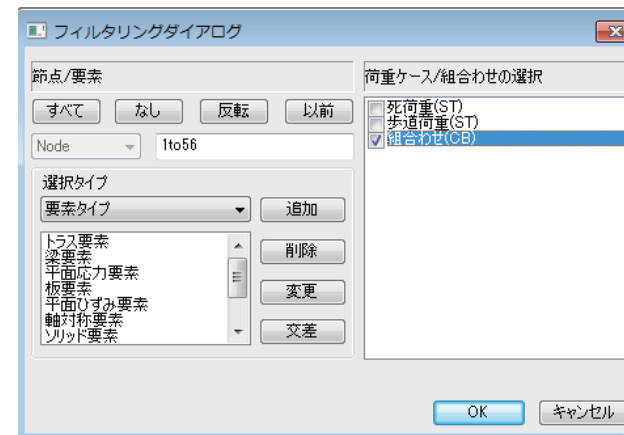 フィルタリングダイアログ
節点/要素
すべて
なし
反転
以前
Node
1to56
選択タイプ
要素タイプ
追加
トラス要素
梁要素
平面応力要素
板要素
平面ひずみ要素
軸対称要素
ソリッド要素
削除
変更
交差
荷重ケース/組合わせの選択
死荷重(ST)
歩道荷重(ST)
組合わせ(CB)
OK
キャンセル